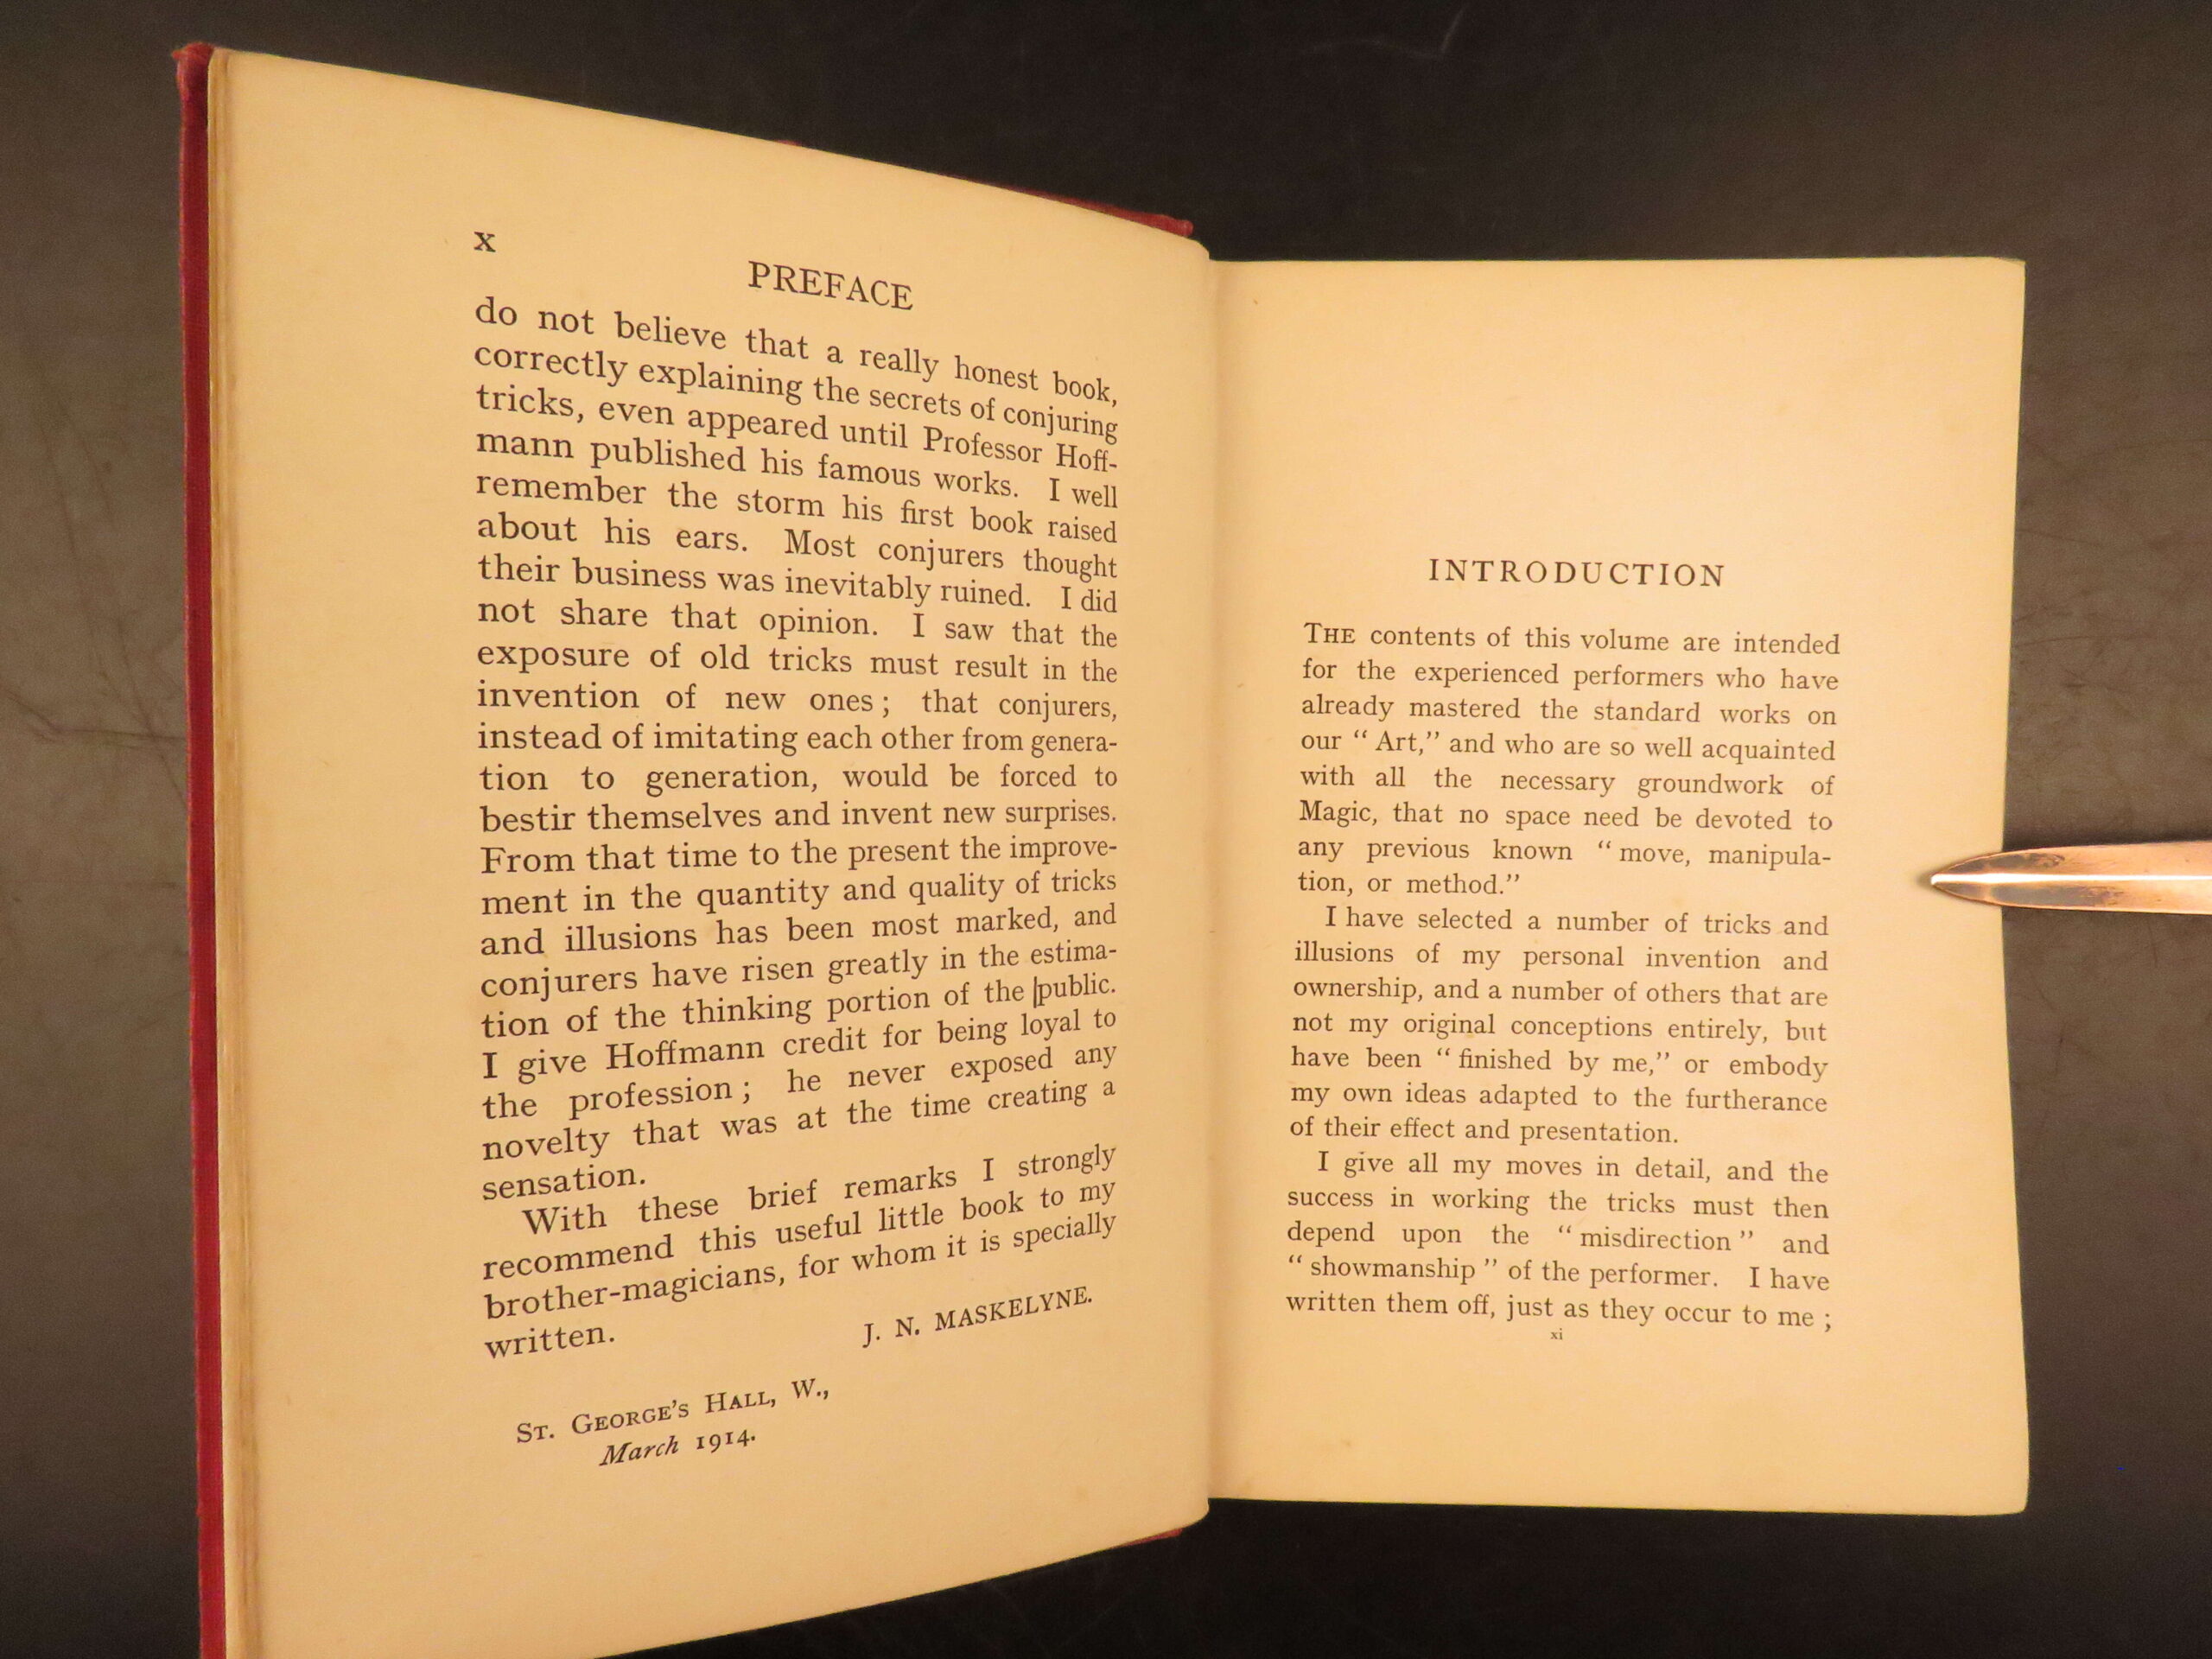 x
PREFACE
do not believe that a really honest book,
correctly explaining the secrets of conjuring
tricks, even appeared until Professor Hoff-
mann published his famous works. I well
remember the storm his first book raised
about his ears. Most conjurers thought
their business was inevitably ruined. I did
not share that opinion. I saw that the
exposure of old tricks must result in the
invention of new ones; that conjurers,
instead of imitating each other from genera-
tion to generation, would be forced to
bestir themselves and invent new surprises.
From that time to the present the improve-
ment in the quantity and quality of tricks
and illusions has been most marked, and
conjurers have risen greatly in the estima-
tion of the thinking portion of the |public.
I give Hoffmann credit for being loyal to
the profession; he never exposed any
novelty that was at the time creating a
sensation.
With these brief remarks I strongly
recommend this useful little book to my
brother-magicians, for whom it is specially
written.
J. N. MASKELYNE.
ST. GEORGE'S HALL, W.,
March 1914.
INTRODUCTION
THE contents of this volume are intended
for the experienced performers who have
already mastered the standard works on
our “Art,” and who are so well acquainted
with all the necessary groundwork of
Magic, that no space need be devoted to
any previous known “move, manipula-
tion, or method.”
I have selected a number of tricks and
illusions of my personal invention and
ownership, and a number of others that are
not my original conceptions entirely, but
have been “finished by me,” or embody
my own ideas adapted to the furtherance
of their effect and presentation.
I give all my moves in detail, and the
success in working the tricks must then
depend upon the “misdirection” and
“showmanship” of the performer. I have
written them off, just as they occur to me;
xi